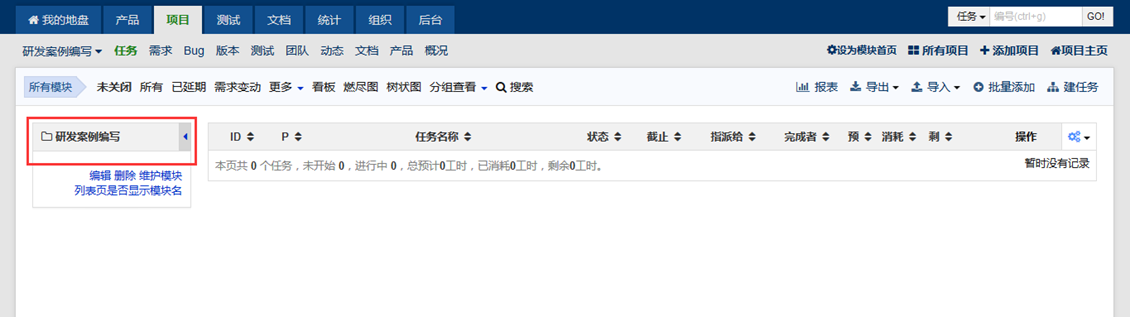 我的地盘 产品 项目 测试 文档 统计 组织 后台 任务 编号(ctrl+g) GO!
研发案例编写 任务 需求 Bug 版本 测试 团队 动态 文档 产品 概况 设为模块首页 所有项目 添加项目 项目主页
所有模块 未关闭 所有 已延期 需求变动 更多 看板 燃尽图 树状图 分组查看 搜索 报表 导出 导入 批量添加 建任务
研发案例编写 ID P 任务名称 状态 截止 指派给 完成者 预 消耗 剩 操作
本页共 0 个任务，未开始 0，进行中 0，总预计0工时，已消耗0工时，剩余0工时。 暂时没有记录
编辑 删除 维护模块
列表页是否显示模块名